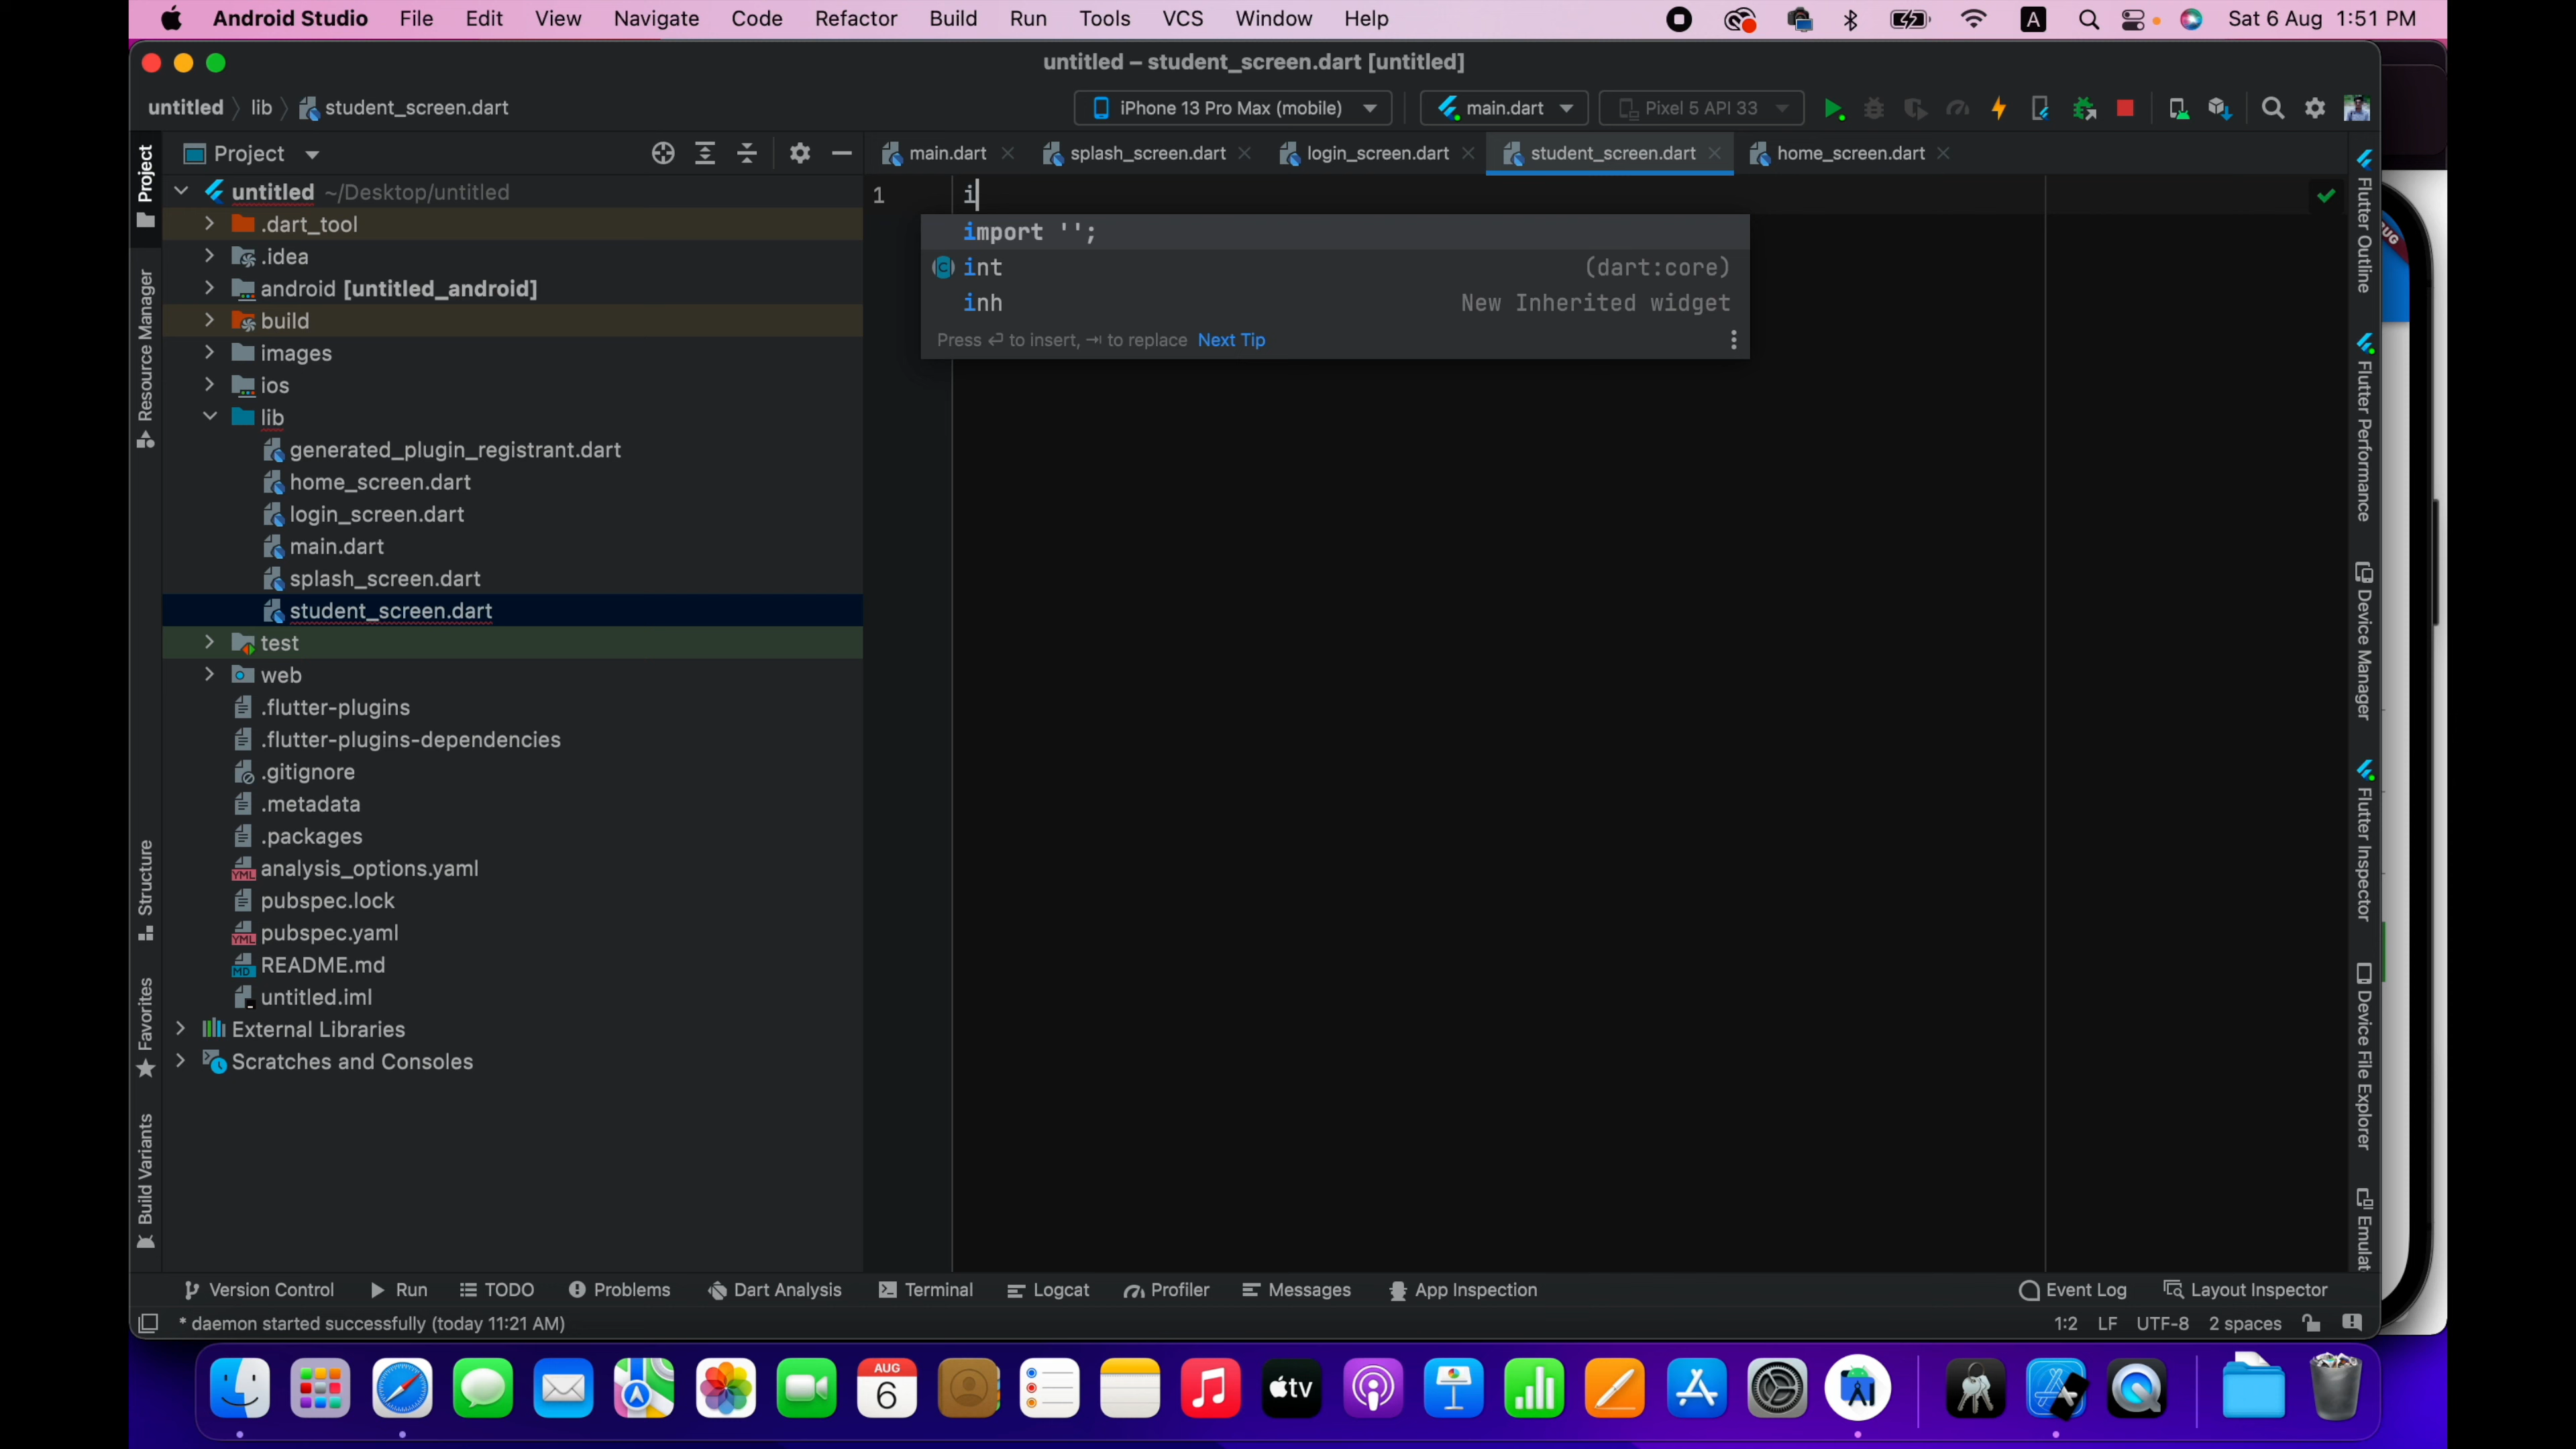 Android Studio File Edit View Navigate Code Refactor Build Run Tools VCS Window Help A Sat 6 Aug 1:51 PM
untitled – student_screen.dart [untitled]
untitled lib student_screen.dart iPhone 13 Pro Max (mobile) main.dart Pixel 5 API 33
Project main.dart splash_screen.dart login_screen.dart student_screen.dart home_screen.dart
untitled ~/Desktop/untitled
.dart_tool
.idea
android [untitled_android]
build
images
ios
lib
generated_plugin_registrant.dart
home_screen.dart
login_screen.dart
main.dart
splash_screen.dart
student_screen.dart
test
web
.flutter-plugins
.flutter-plugins-dependencies
.gitignore
.metadata
.packages
analysis_options.yaml
pubspec.lock
pubspec.yaml
README.md
untitled.iml
External Libraries
Scratches and Consoles
1 i
import '';
int (dart:core)
inh New Inherited widget
Press ⏎ to insert, ⇥ to replace Next Tip
Project
Resource Manager
Structure
Favorites
Build Variants
Flutter Outline
Flutter Performance
Device Manager
Flutter Inspector
Device File Explorer
Emulat
Version Control Run TODO Problems Dart Analysis Terminal Logcat Profiler Messages App Inspection Event Log Layout Inspector
* daemon started successfully (today 11:21 AM) 1:2 LF UTF-8 2 spaces
AUG
6
tv